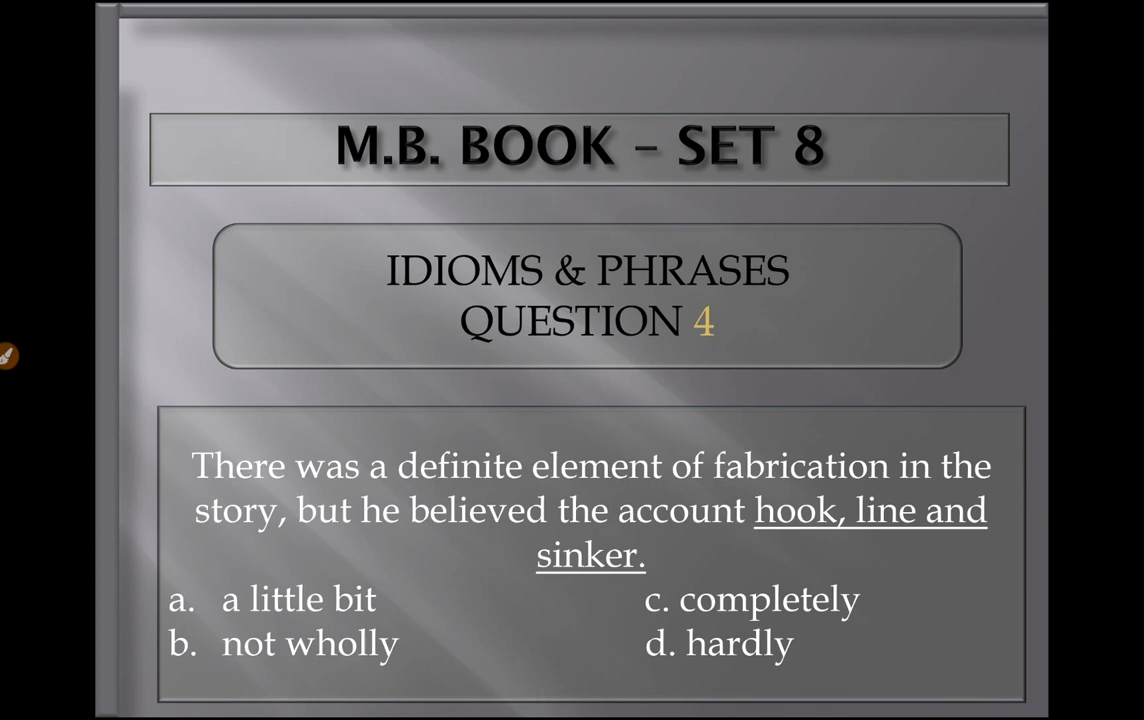 M.B. BOOK – SET 8
IDIOMS & PHRASES
QUESTION 4
There was a definite element of fabrication in the
story, but he believed the account hook, line and
sinker.
a. a little bit c. completely
b. not wholly d. hardly